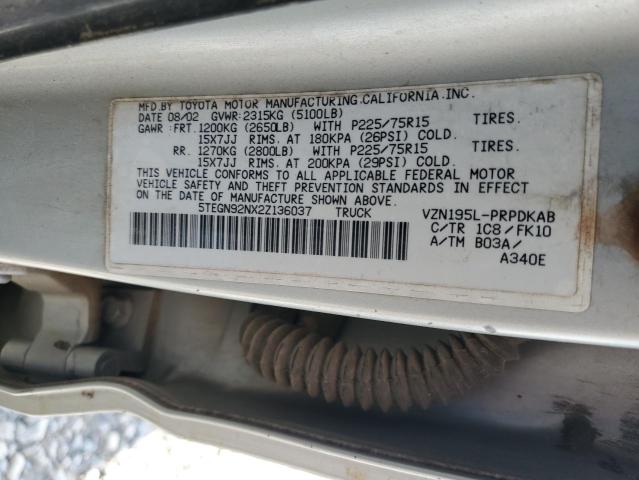 MFD.BY TOYOTA MOTOR MANUFACTURING,CALIFORNIA.INC.
DATE 08/02 GVWR:2315KG (5100LB)
GAWR:FRT.1200KG (2650LB) WITH P225/75R15 TIRES.
15X7JJ RIMS. AT 180KPA (26PSI) COLD.
RR. 1270KG (2800LB) WITH P225/75R15 TIRES.
15X7JJ RIMS. AT 200KPA (29PSI) COLD.
THIS VEHICLE CONFORMS TO ALL APPLICABLE FEDERAL MOTOR
VEHICLE SAFETY STANDARDS IN EFFECT
ON THE DATE OF MANUFACTURE SHOWN ABOVE.
5TEGN92NX2Z136037 TRUCK VZN195L-PRPDKAB
C/TR 1C8/FK10
A/TM B03A/
A340E